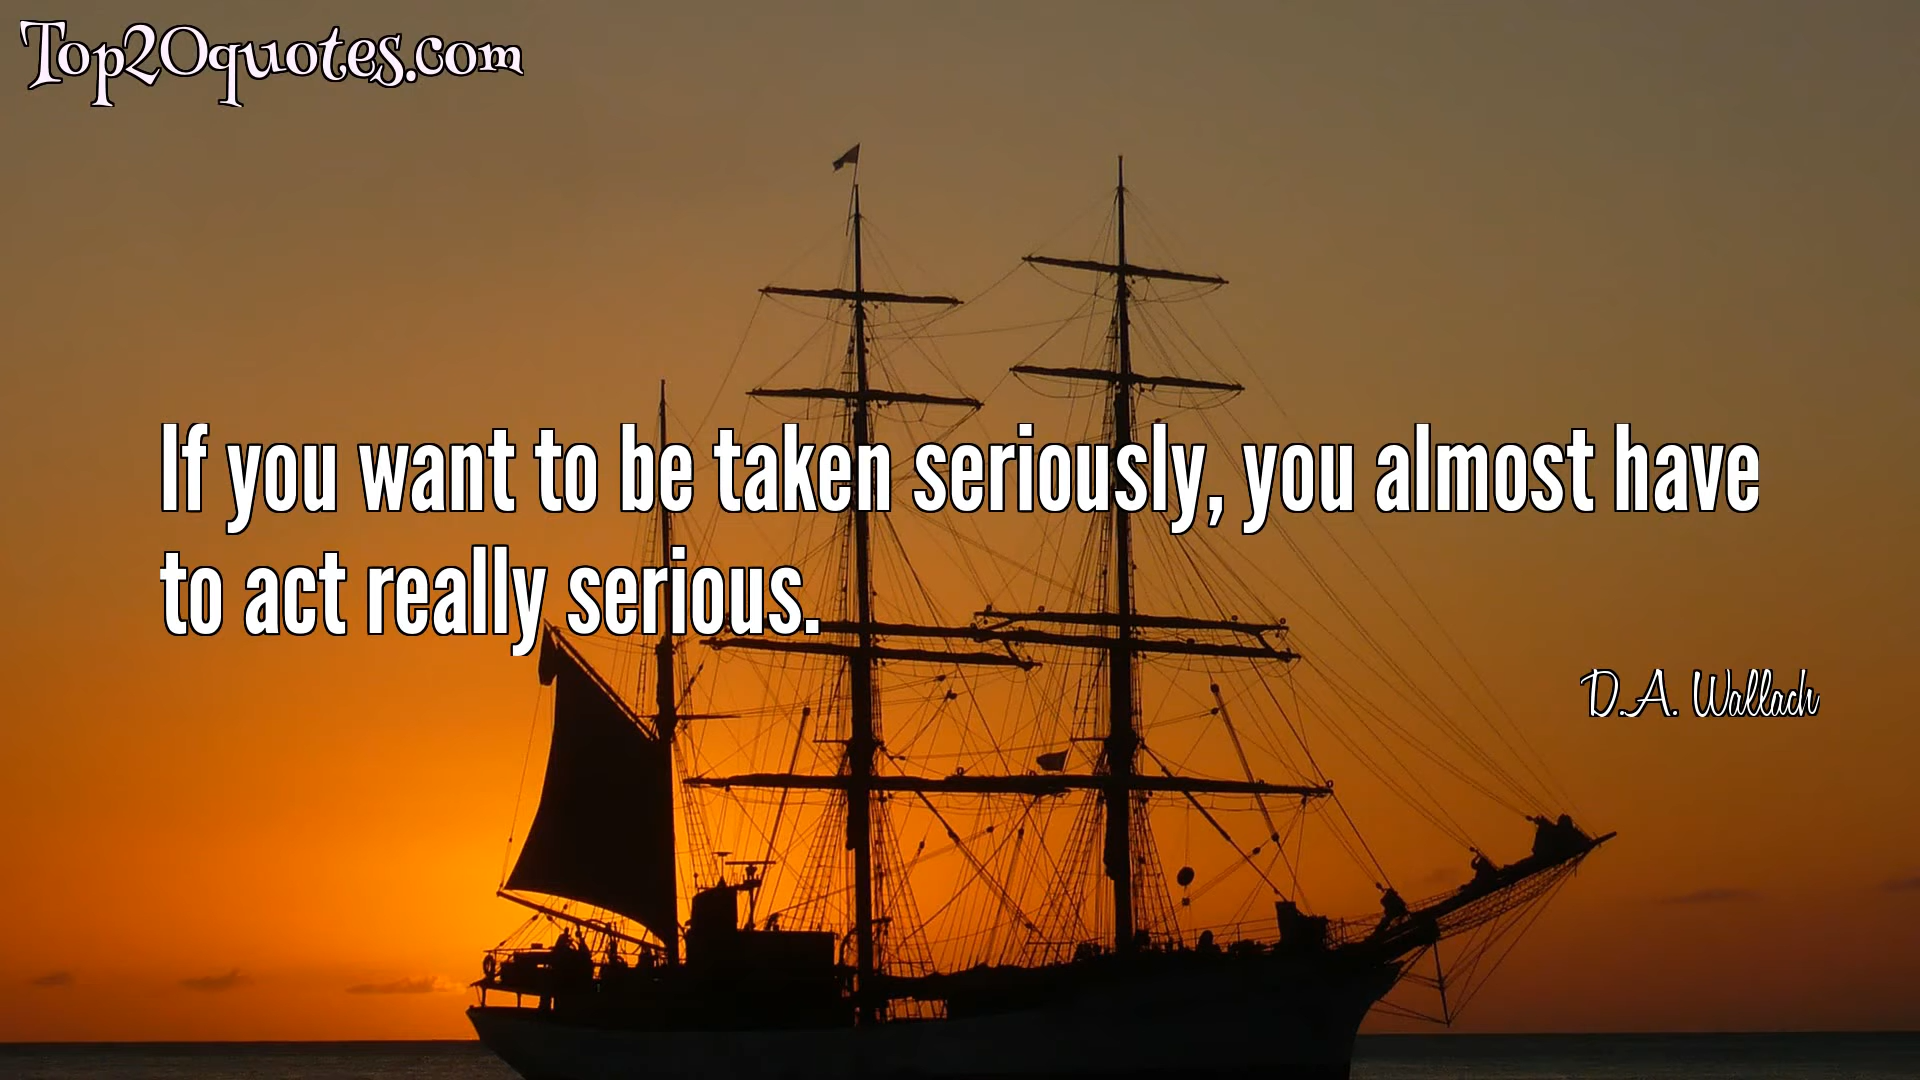 Top20quotes.com
If you want to be taken seriously, you almost have
to act really serious.
D.A. Wallach